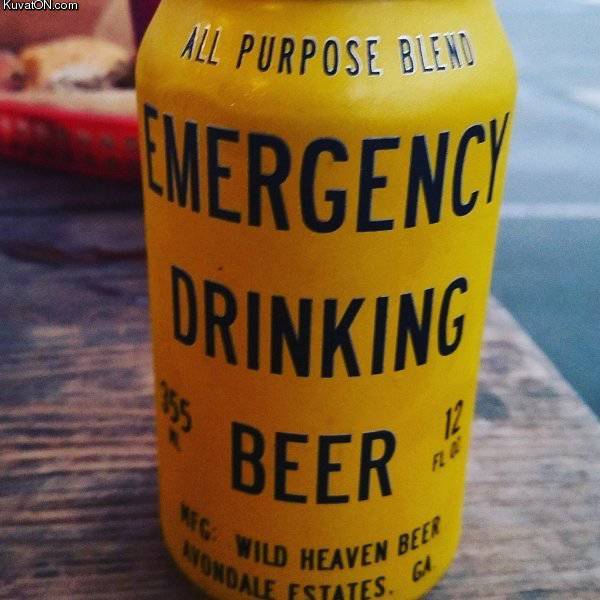 KuvatON.com
ALL PURPOSE BLEND
EMERGENCY
DRINKING
BEER
355
ML
12
FL OZ
MFG: WILD HEAVEN BEER
AVONDALE ESTATES, GA